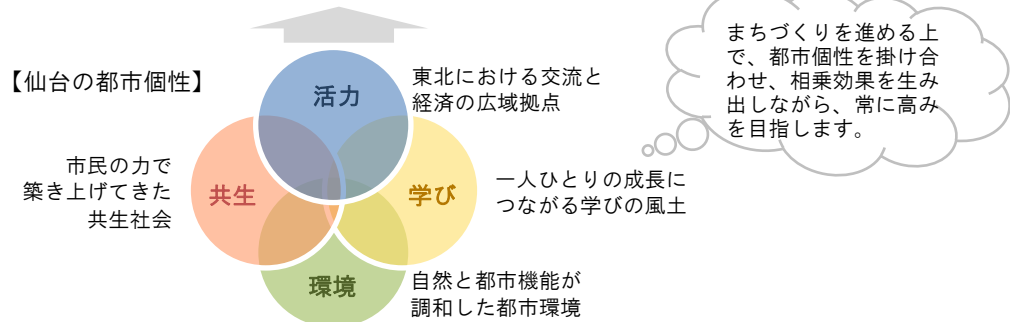 【仙台の都市個性】
活力
東北における交流と
経済の広域拠点
まちづくりを進める上
で、都市個性を掛け合
わせ、相乗効果を生み
出しながら、常に高み
を目指します。
市民の力で
築き上げてきた
共生社会
共生
学び
一人ひとりの成長に
つながる学びの風土
環境
自然と都市機能が
調和した都市環境